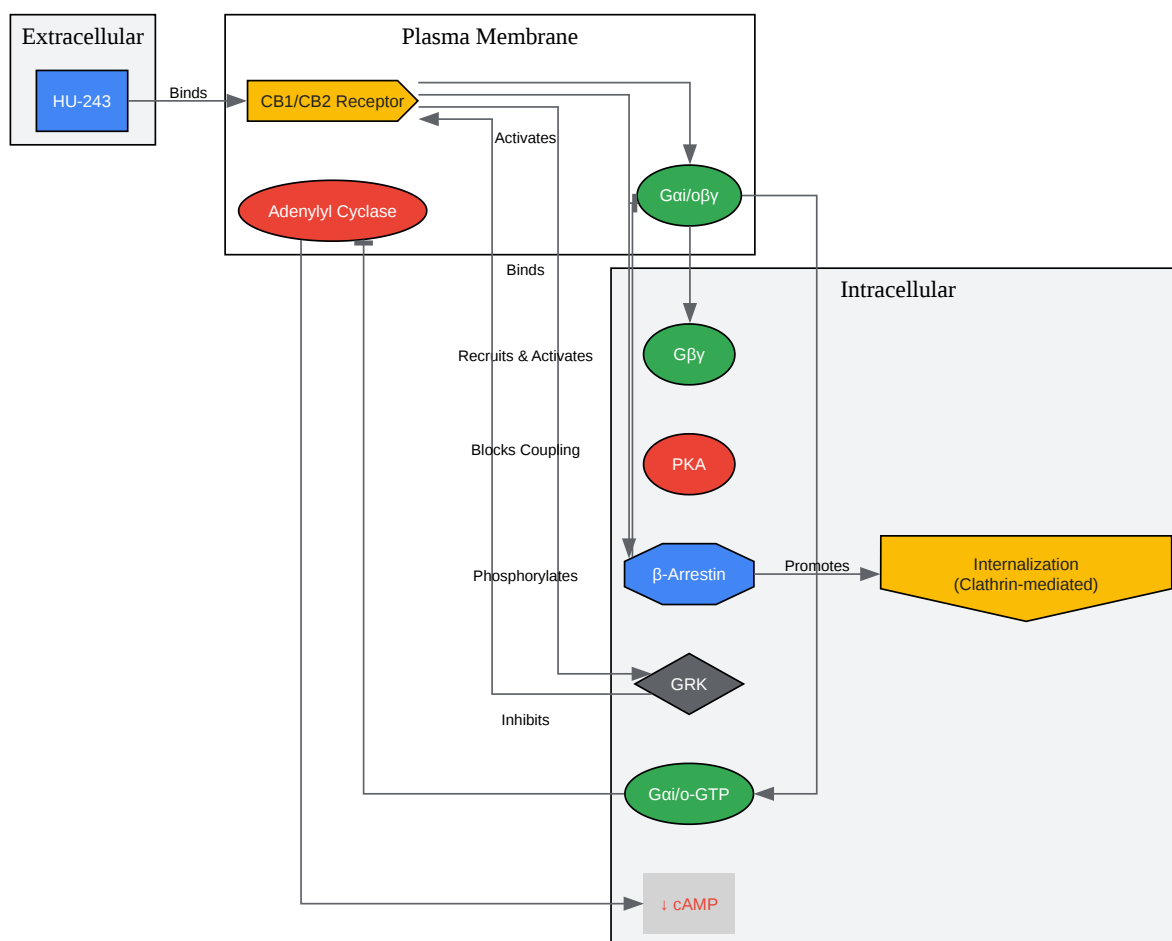 Extracellular
Plasma Membrane
HU-243
Binds
CB1/CB2 Receptor
Activates
Gαi/oβγ
Adenylyl Cyclase
Binds
Intracellular
Gβγ
Recruits & Activates
Blocks Coupling
PKA
Phosphorylates
β-Arrestin
Promotes
Internalization
(Clathrin-mediated)
GRK
Inhibits
Gαi/o-GTP
↓ cAMP